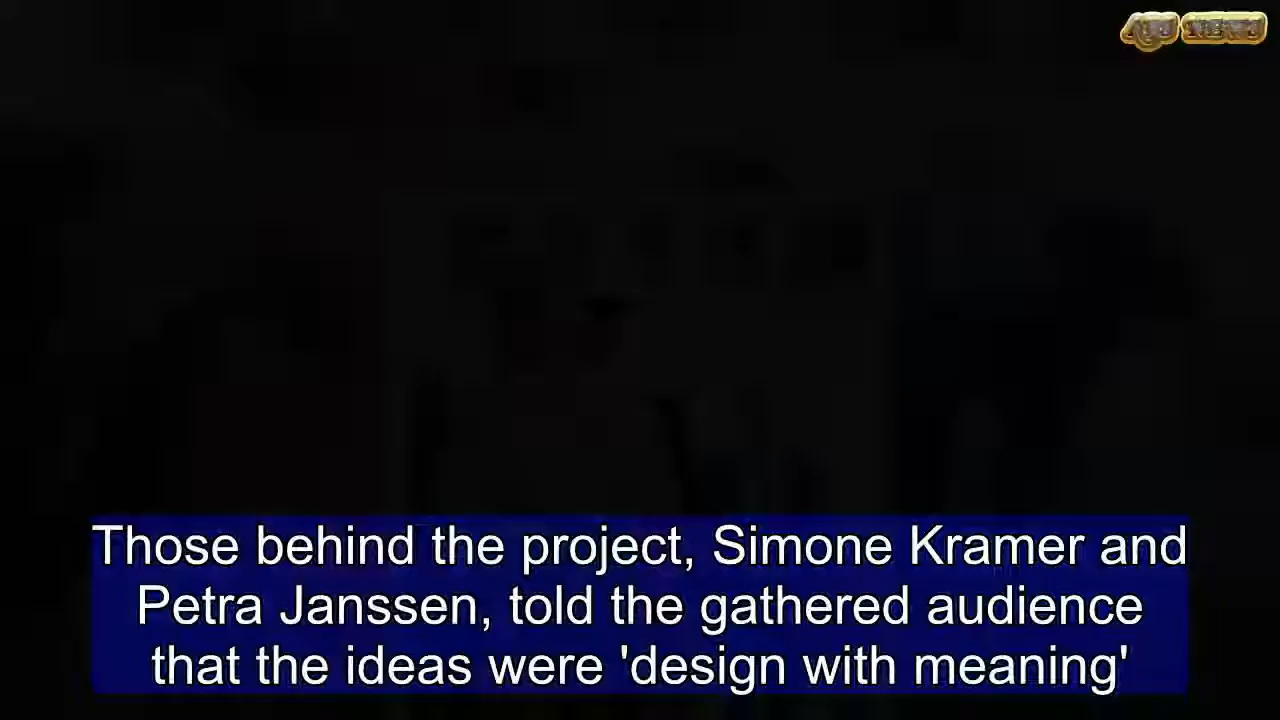 Those behind the project, Simone Kramer and
Petra Janssen, told the gathered audience
that the ideas were 'design with meaning'